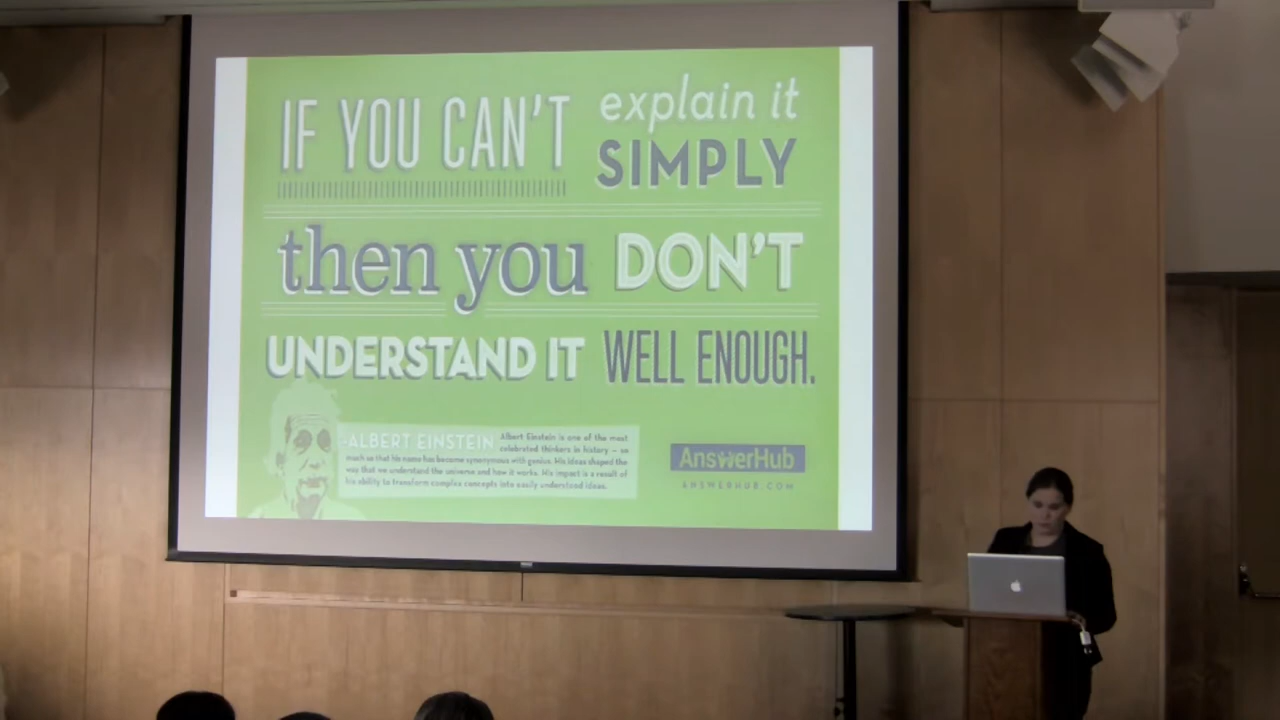 IF YOU CAN'T explain it
SIMPLY
then you DON'T
UNDERSTAND IT WELL ENOUGH.
-ALBERT EINSTEIN Albert Einstein is one of the most
celebrated thinkers in history – so
much so that his name has become synonymous with genius. His ideas shaped the
way that we understand the universe and how it works. His impact is a result of
his ability to transform complex concepts into easily understood ideas.
AnswerHub
ANSWERHUB.COM